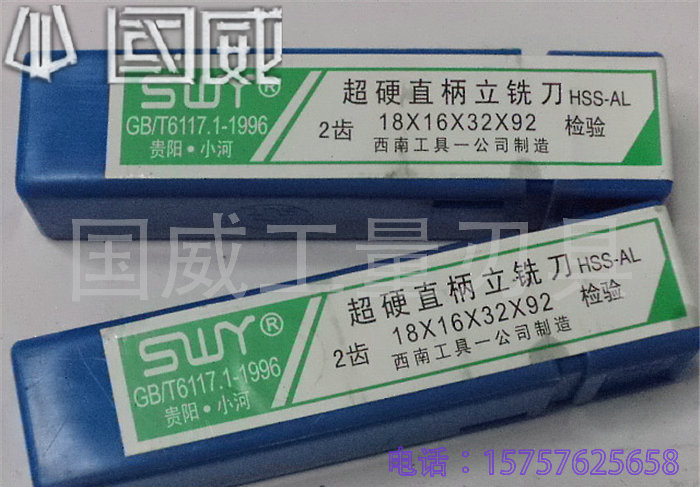 国威
SWY®
GB/T6117.1-1996
贵阳·小河
超硬直柄立铣刀 HSS-AL
2齿 18X16X32X92 检验
西南工具一公司制造
国威工量刃具
SWY®
GB/T6117.1-1996
贵阳·小河
超硬直柄立铣刀 HSS-AL
2齿 18X16X32X92 检验
西南工具一公司制造
电话：15757625658